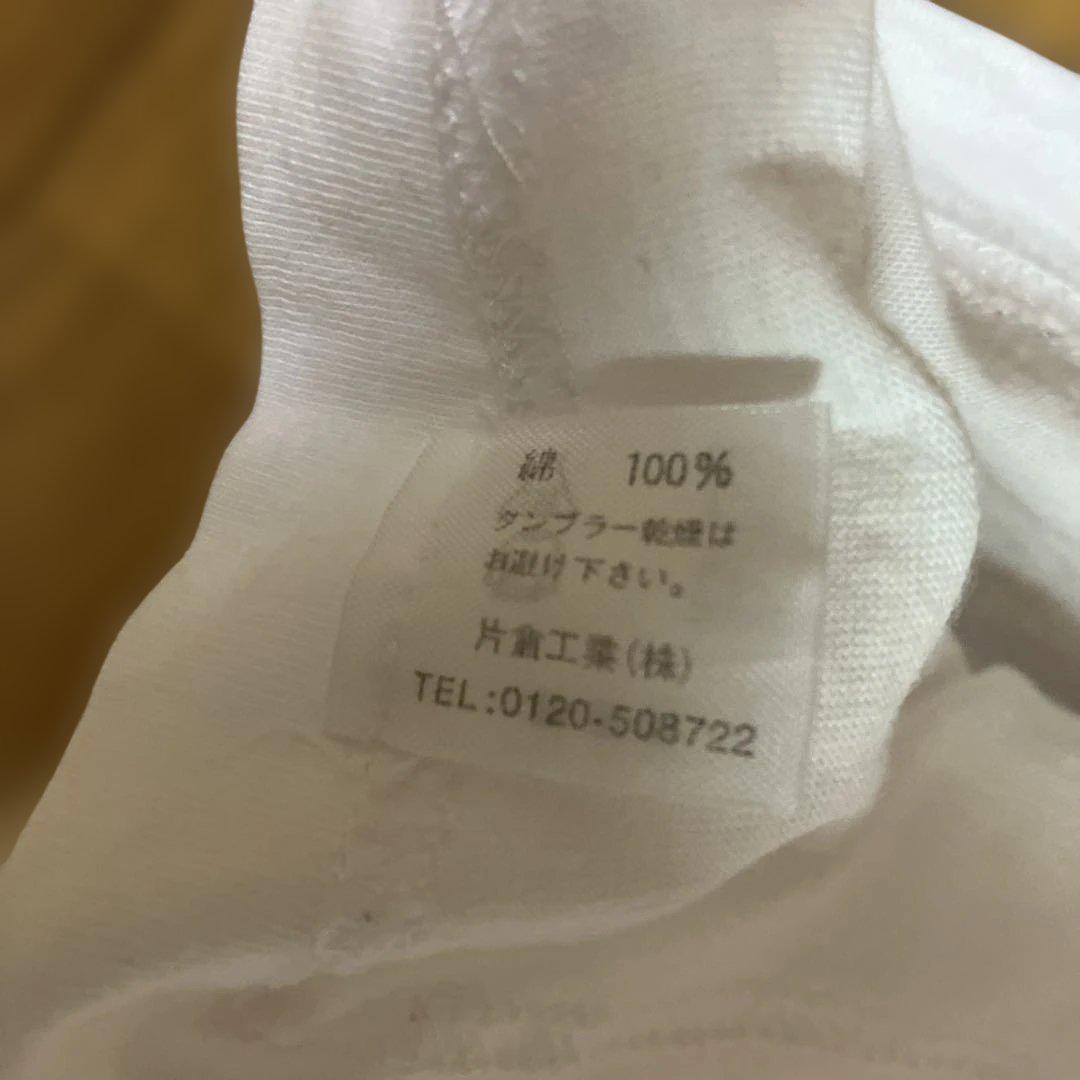 綿 100%
タンブラー乾燥は
お避け下さい。
片倉工業(株)
TEL:0120-508722